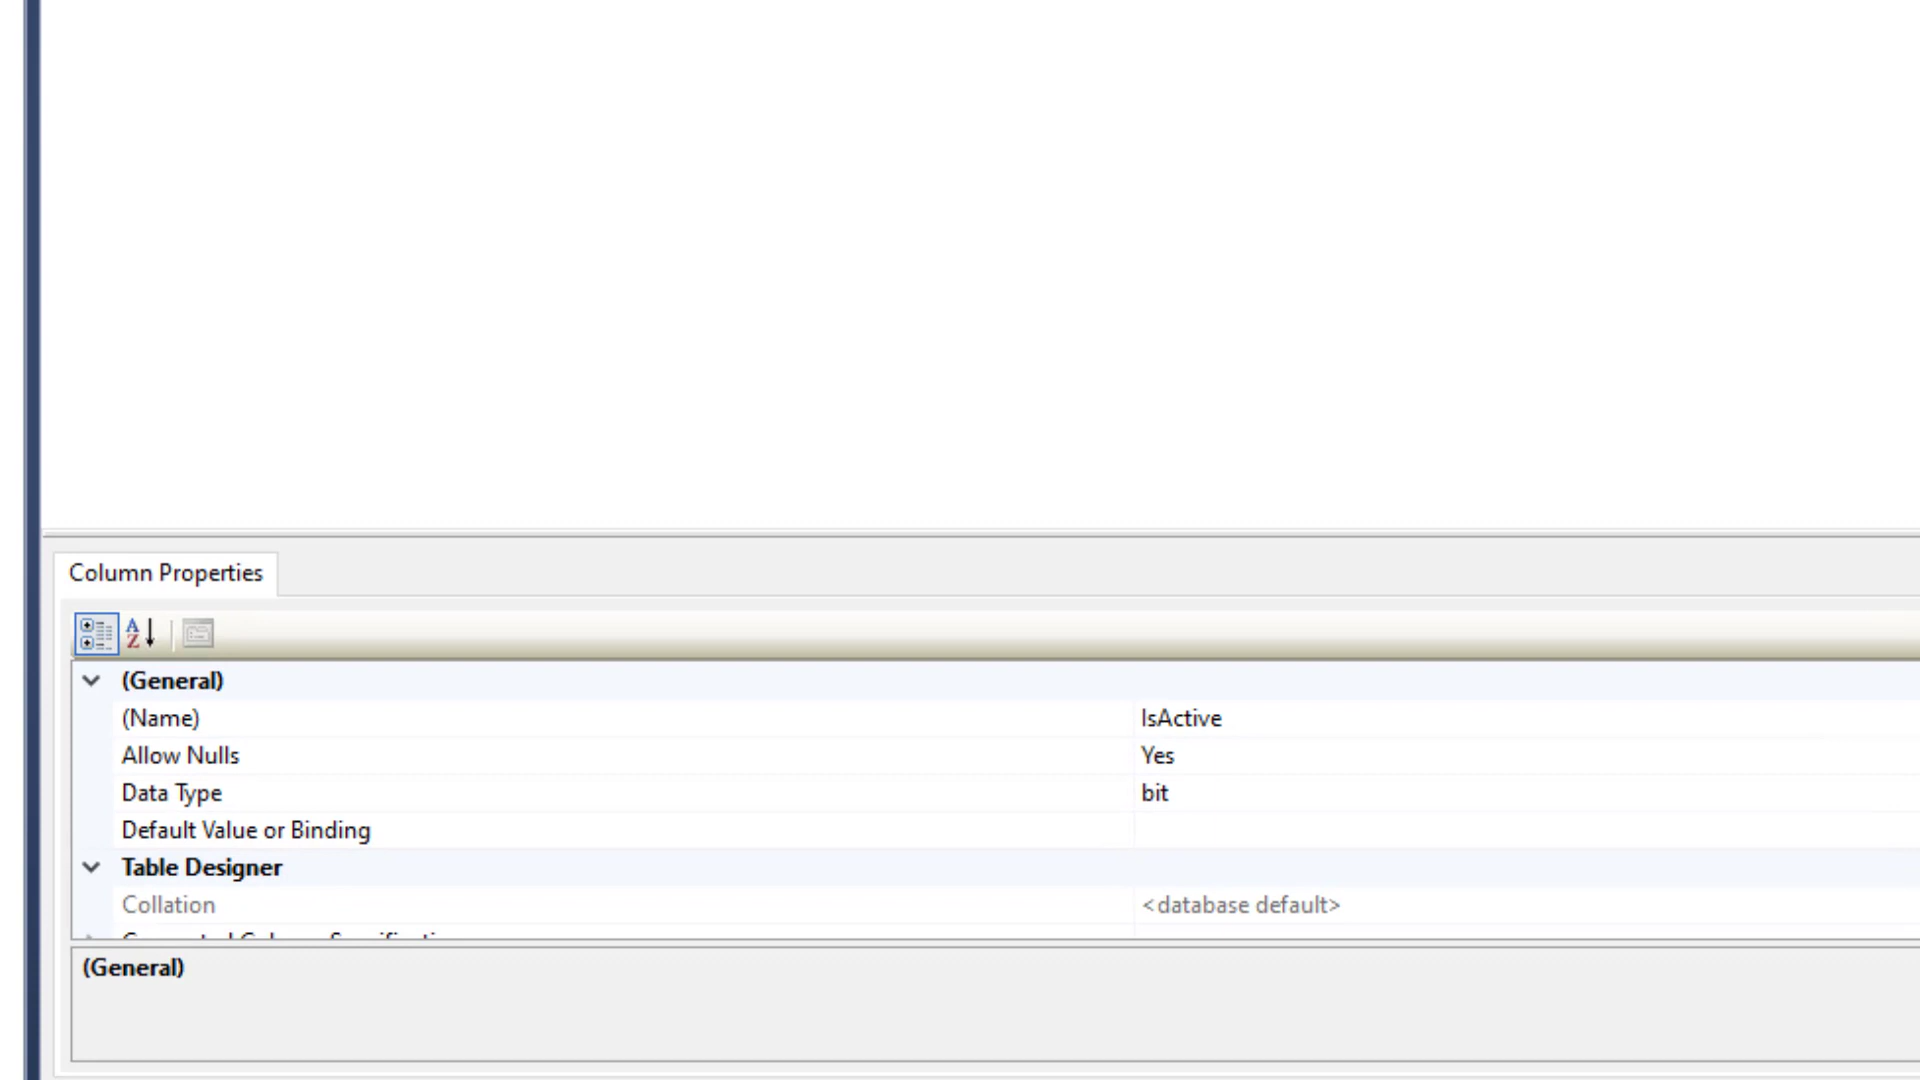 Column Properties
(General)
(Name) IsActive
Allow Nulls Yes
Data Type bit
Default Value or Binding
Table Designer
Collation <database default>
(General)